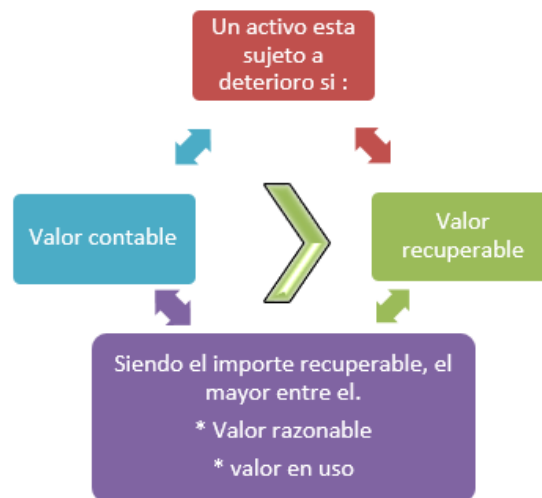 Un activo esta
sujeto a
deterioro si :
Valor contable
Valor
recuperable
Siendo el importe recuperable, el
mayor entre el.
* Valor razonable
* valor en uso